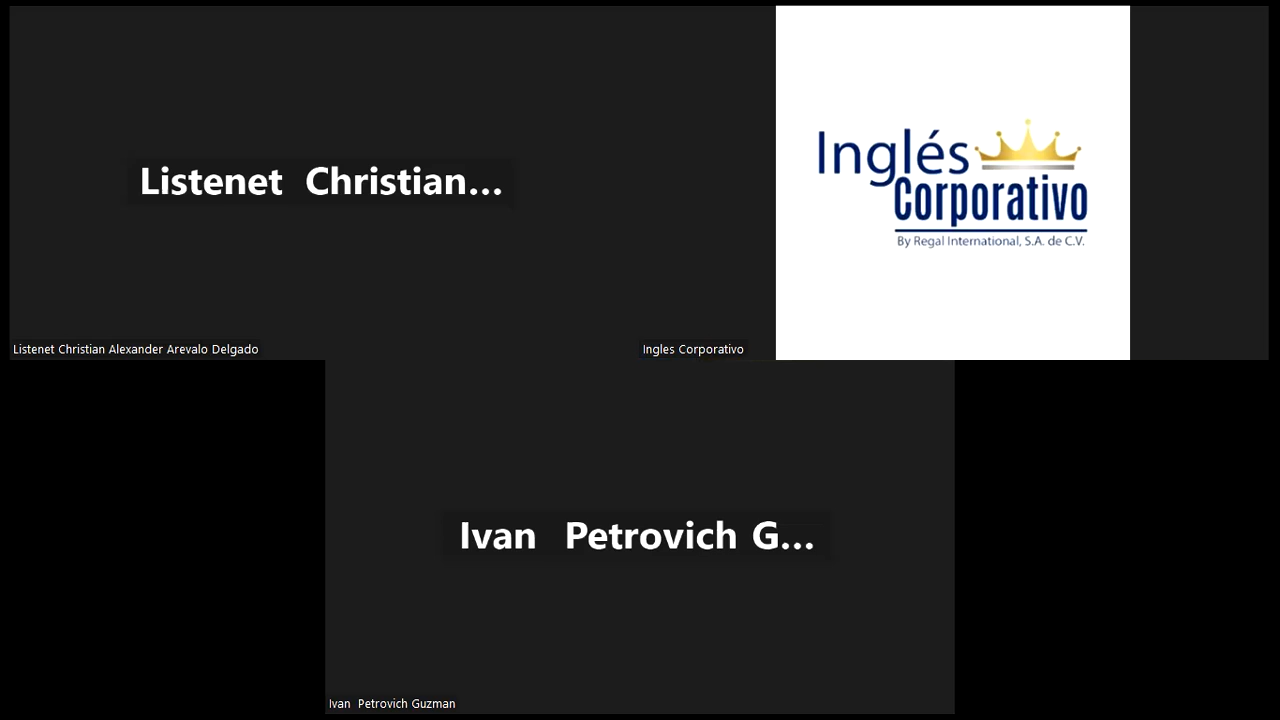 Listenet  Christian...
Listenet Christian Alexander Arevalo Delgado
Inglés
Corporativo
By Regal International, S.A. de C.V.
Ingles Corporativo
Ivan  Petrovich G...
Ivan  Petrovich Guzman